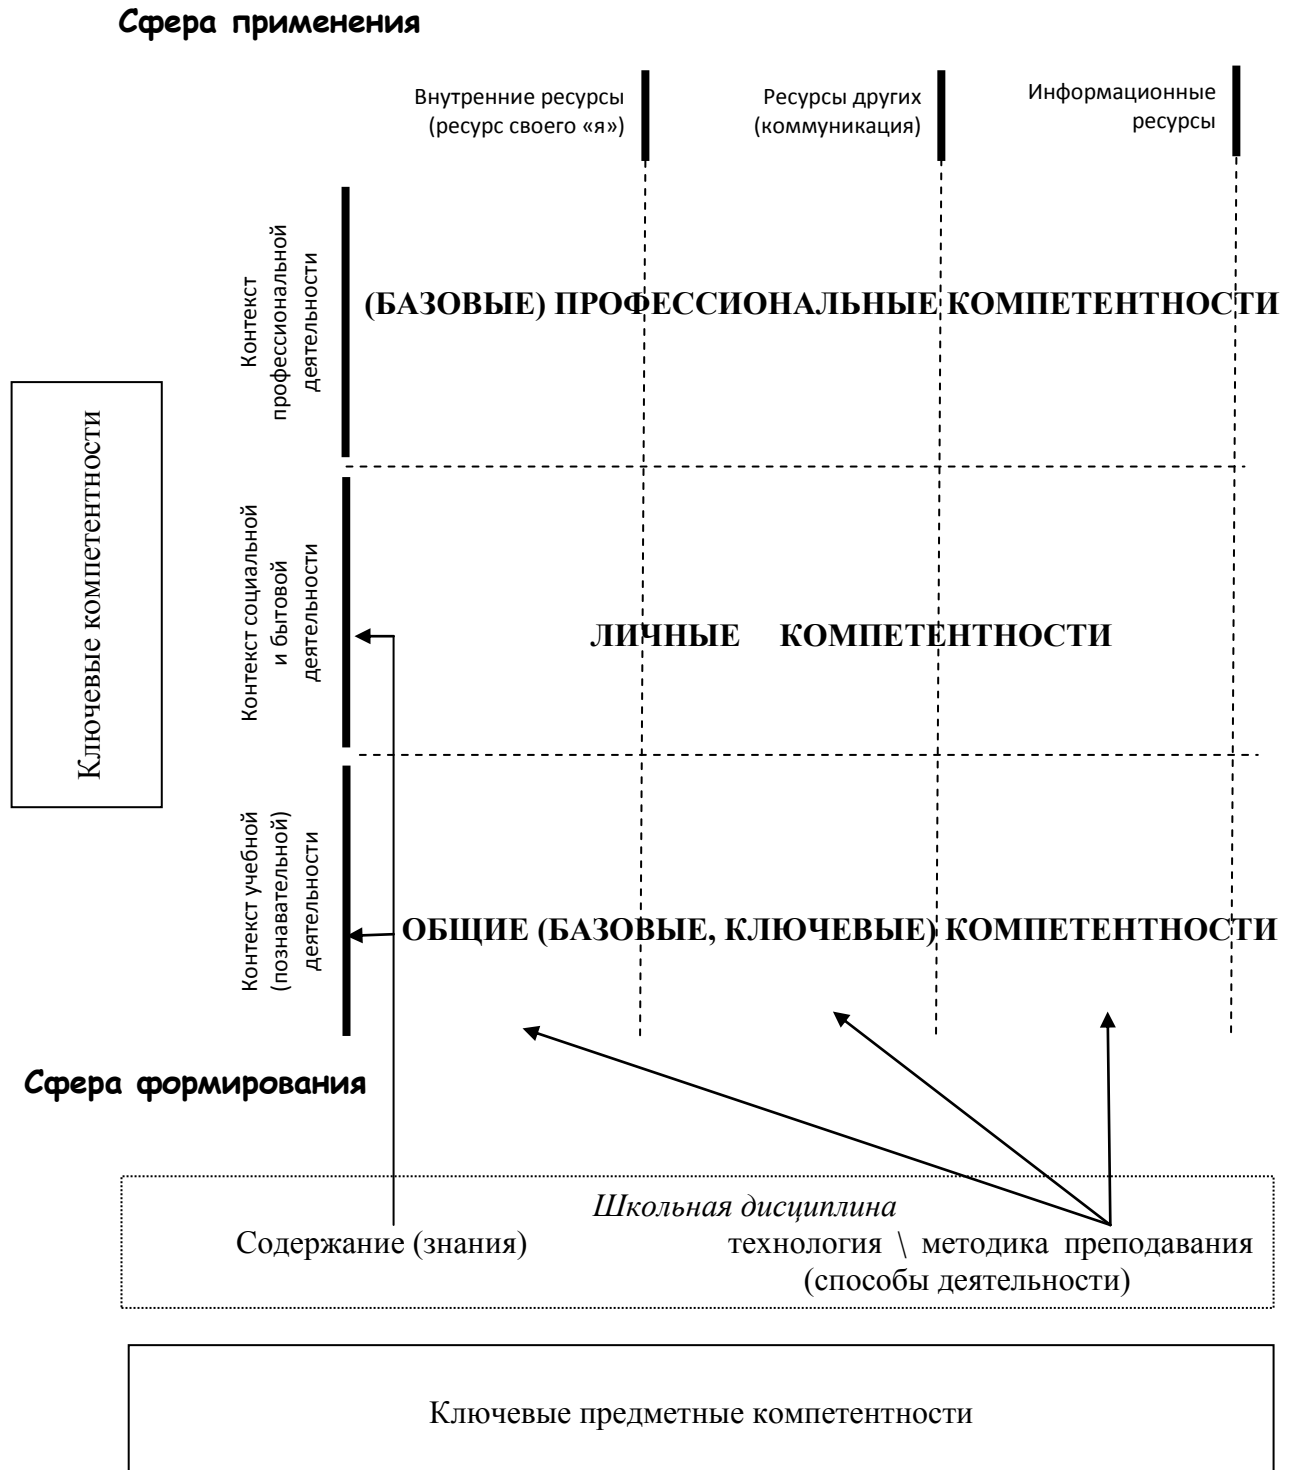 Сфера применения
Внутренние ресурсы
(ресурс своего «я»)
Ресурсы других
(коммуникация)
Информационные
ресурсы
Контекст
профессиональной
деятельности
(БАЗОВЫЕ) ПРОФЕССИОНАЛЬНЫЕ КОМПЕТЕНТНОСТИ
Ключевые компетентности
Контекст социальной
и бытовой
деятельности
ЛИЧНЫЕ КОМПЕТЕНТНОСТИ
Контекст учебной
(познавательной)
деятельности
ОБЩИЕ (БАЗОВЫЕ, КЛЮЧЕВЫЕ) КОМПЕТЕНТНОСТИ
Сфера формирования
Школьная дисциплина
Содержание (знания)
технология \ методика преподавания
(способы деятельности)
Ключевые предметные компетентности